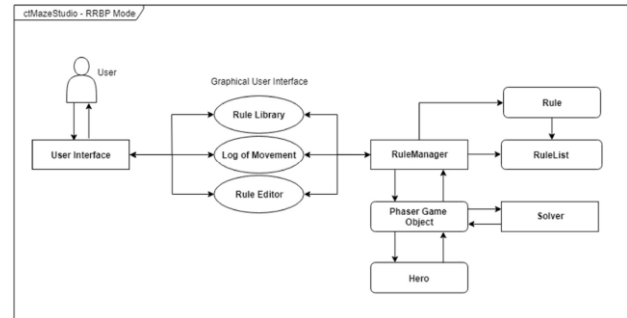 ctMazeStudio - RRBP Mode
User
Graphical User Interface
Rule Library
Rule
User Interface
Log of Movement
RuleManager
RuleList
Rule Editor
Phaser Game
Object
Solver
Hero